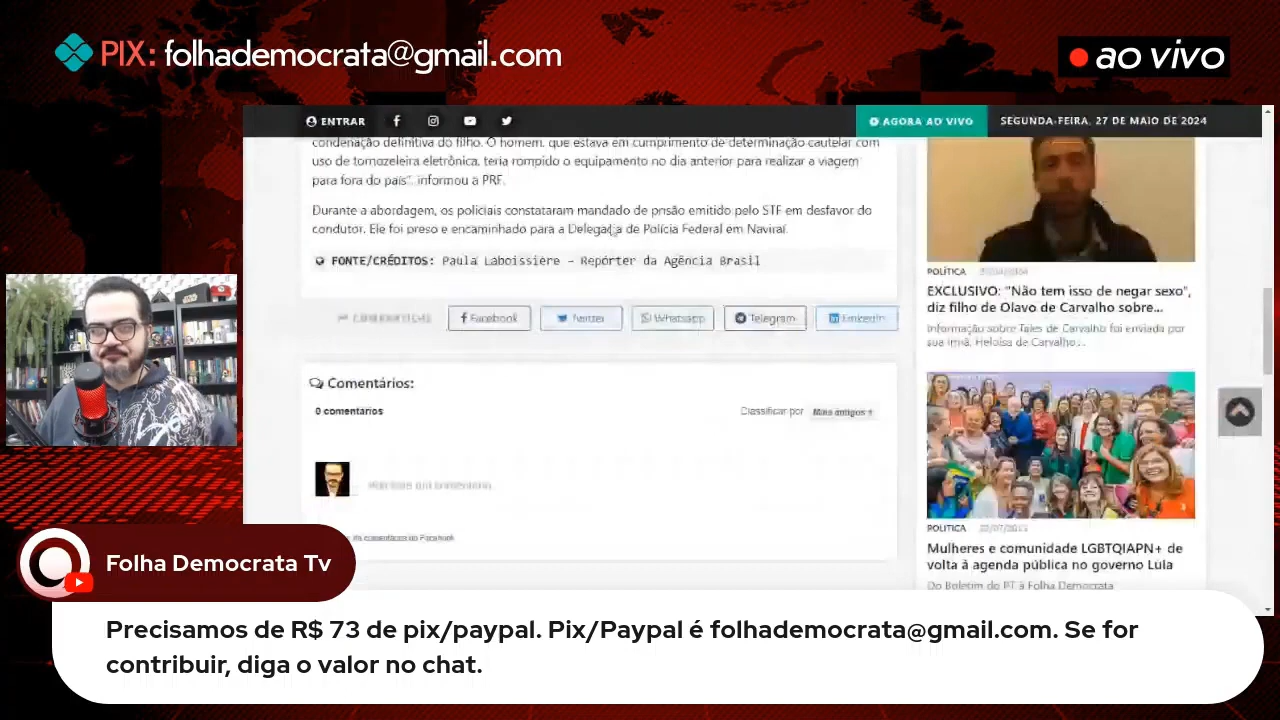 PIX: folhademocrata@gmail.com
ao vivo
ENTRAR
AGORA AO VIVO
SEGUNDA-FEIRA, 27 DE MAIO DE 2024
condenação definitiva do filho. O homem, que estava em cumprimento de determinação cautelar com
uso de tornozeleira eletrônica, teria rompido o equipamento no dia anterior para realizar a viagem
para fora do país", informou a PRF.
Durante a abordagem, os policiais constataram mandado de prisão emitido pelo STF em desfavor do
condutor. Ele foi preso e encaminhado para a Delegacia de Polícia Federal em Naviraí.
FONTE/CRÉDITOS: Paula Laboissière - Repórter da Agência Brasil
Facebook
Twitter
Whatsapp
Telegram
LinkedIn
Comentários:
0 comentários
Classificar por
Mais antigos
POLÍTICA
EXCLUSIVO: "Não tem isso de negar sexo",
diz filho de Olavo de Carvalho sobre...
Informação sobre Tales de Carvalho foi enviada por
sua irmã, Heloisa de Carvalho...
POLÍTICA
Mulheres e comunidade LGBTQIAPN+ de
volta à agenda pública no governo Lula
Do Boletim do PT à Folha Democrata
STAR WARS
Folha Democrata Tv
Precisamos de R$ 73 de pix/paypal. Pix/Paypal é folhademocrata@gmail.com. Se for
contribuir, diga o valor no chat.